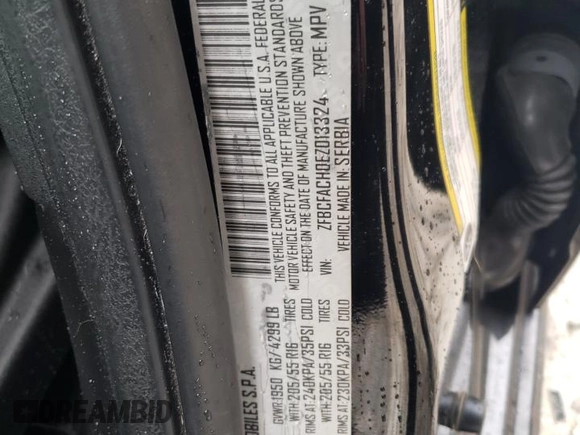 OBILES S.P.A.
GVWR 1950 KG/4299 LB
WITH: 205/55 R16 TIRES
RIMS AT: 240KPA/35PSI COLD
WITH: 205/55 R16 TIRES
RIMS AT: 230KPA/33PSI COLD
THIS VEHICLE CONFORMS TO ALL APPLICABLE U.S.A. FEDERAL
MOTOR VEHICLE SAFETY AND THEFT PREVENTION STANDARDS
IN EFFECT ON THE DATE OF MANUFACTURE SHOWN ABOVE
VIN: ZFBCFACH0EZ013324 TYPE: MPV
VEHICLE MADE IN SERBIA
EPICBID.COM